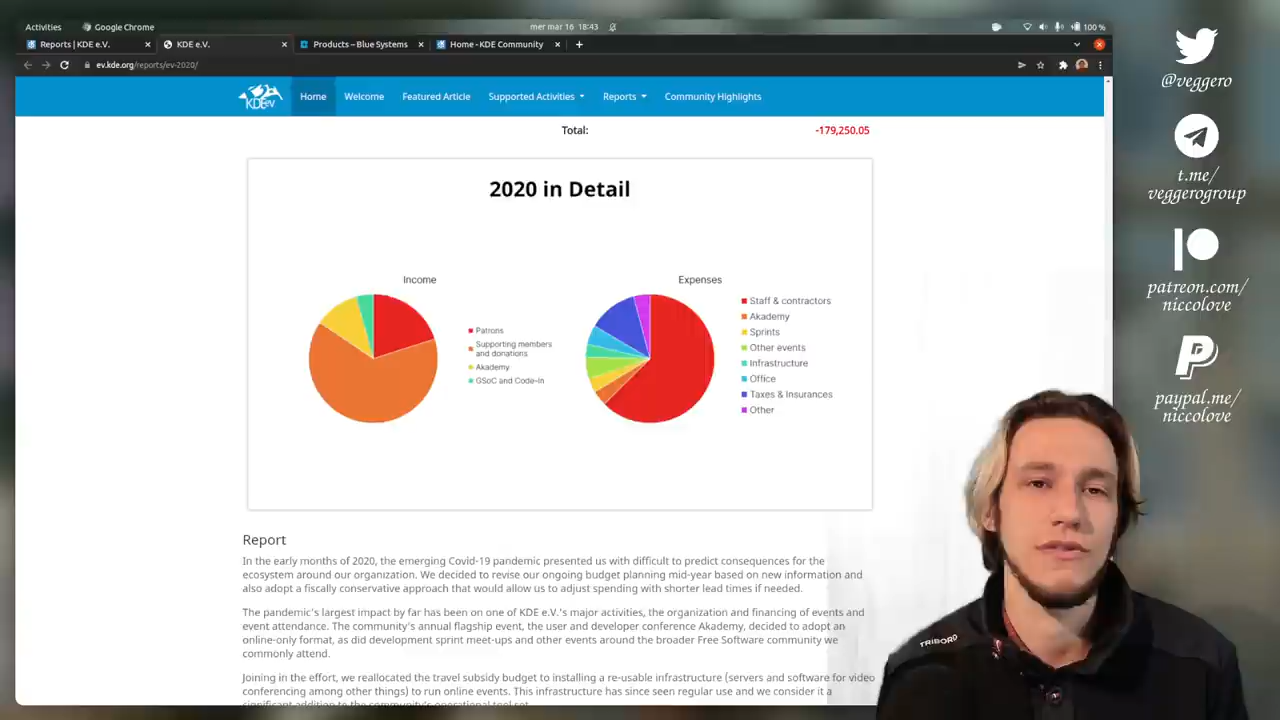 Activities
Google Chrome
mer mar 16 18:43
100 %
Reports | KDE e.V.
KDE e.V.
Products – Blue Systems
Home - KDE Community
ev.kde.org/reports/ev-2020/
KDEeV
Home
Welcome
Featured Article
Supported Activities
Reports
Community Highlights
Total:
-179,250.05
2020 in Detail
Income
Patrons
Supporting members
and donations
Akademy
GSoC and Code-in
Expenses
Staff & contractors
Akademy
Sprints
Other events
Infrastructure
Office
Taxes & Insurances
Other
Report
In the early months of 2020, the emerging Covid-19 pandemic presented us with difficult to predict consequences for the
ecosystem around our organization. We decided to revise our ongoing budget planning mid-year based on new information and
also adopt a fiscally conservative approach that would allow us to adjust spending with shorter lead times if needed.
The pandemic's largest impact by far has been on one of KDE e.V.'s major activities, the organization and financing of events and
event attendance. The community's annual flagship event, the user and developer conference Akademy, decided to adopt an
online-only format, as did development sprint meet-ups and other events around the broader Free Software community we
commonly attend.
Joining in the effort, we reallocated the travel subsidy budget to installing a re-usable infrastructure (servers and software for video
conferencing among other things) to run online events. This infrastructure has since seen regular use and we consider it a
significant addition to the community's operational tool set.
@veggero
t.me/
veggerogroup
patreon.com/
niccolove
paypal.me/
niccolove
TRIBORD